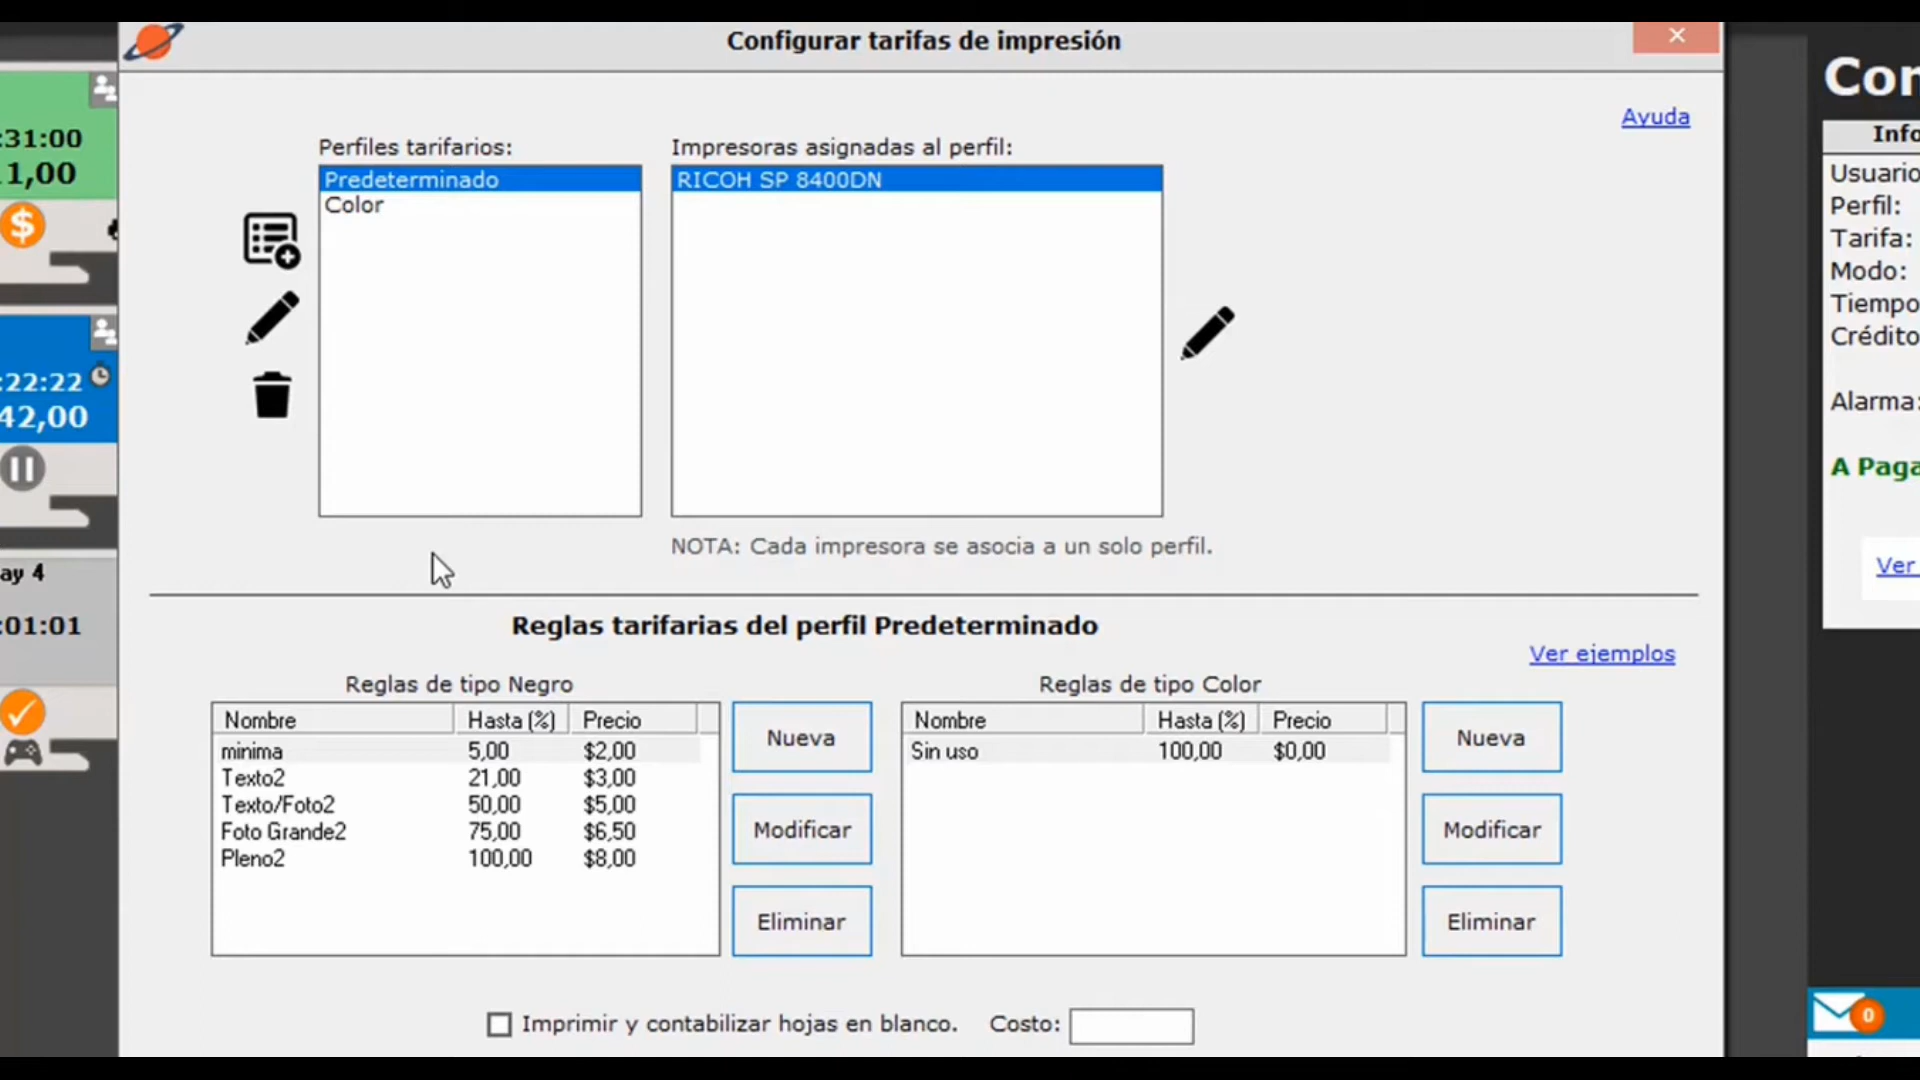 Configurar tarifas de impresión
Ayuda
Perfiles tarifarios:
Predeterminado
Color
Impresoras asignadas al perfil:
RICOH SP 8400DN
NOTA: Cada impresora se asocia a un solo perfil.
Reglas tarifarias del perfil Predeterminado
Ver ejemplos
Reglas de tipo Negro
Nombre Hasta (%) Precio
minima 5,00 $2,00
Texto2 21,00 $3,00
Texto/Foto2 50,00 $5,00
Foto Grande2 75,00 $6,50
Pleno2 100,00 $8,00
Nueva
Modificar
Eliminar
Reglas de tipo Color
Nombre Hasta (%) Precio
Sin uso 100,00 $0,00
Nueva
Modificar
Eliminar
Imprimir y contabilizar hojas en blanco. Costo:
:31:00
1,00
:22:22
42,00
ay 4
:01:01
Con
Info
Usuario
Perfil:
Tarifa:
Modo:
Tiempo
Crédito
Alarma:
A Paga
Ver
0